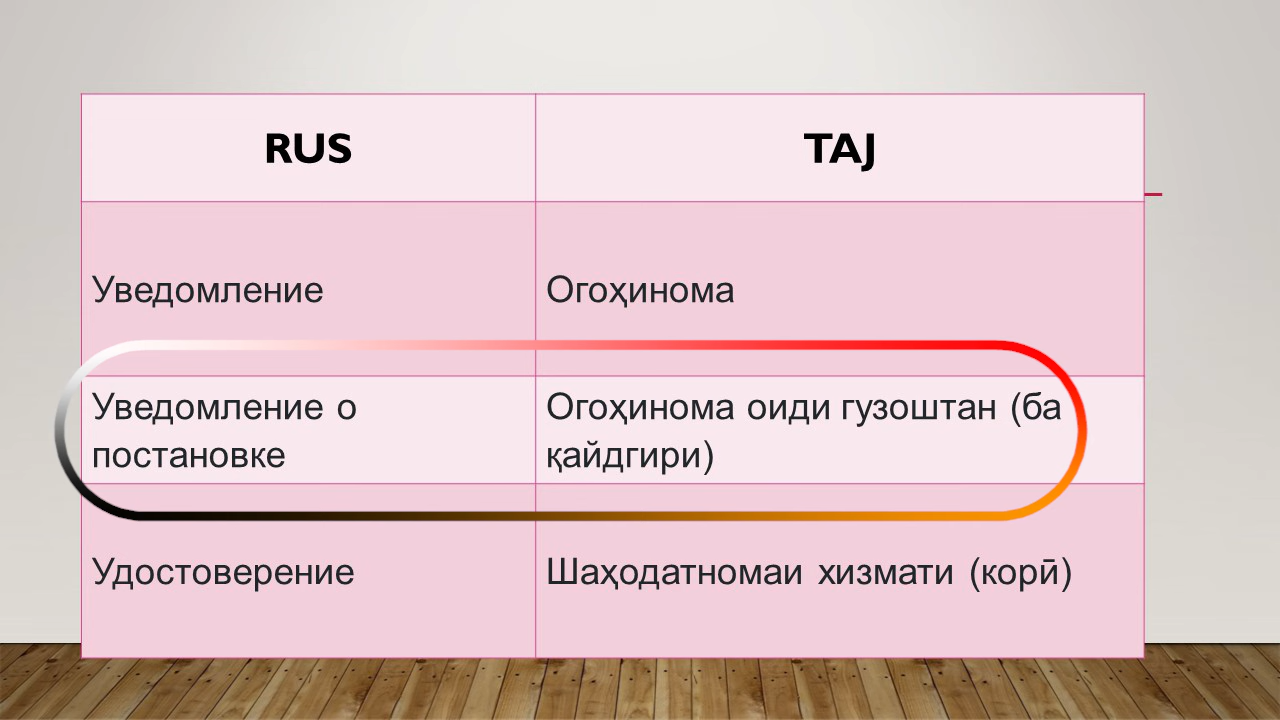 RUS TAJ
Уведомление Огоҳинома
Уведомление о
постановке
Огоҳинома оиди гузоштан (ба
қайдгири)
Удостоверение Шаҳодатномаи хизмати (корӣ)